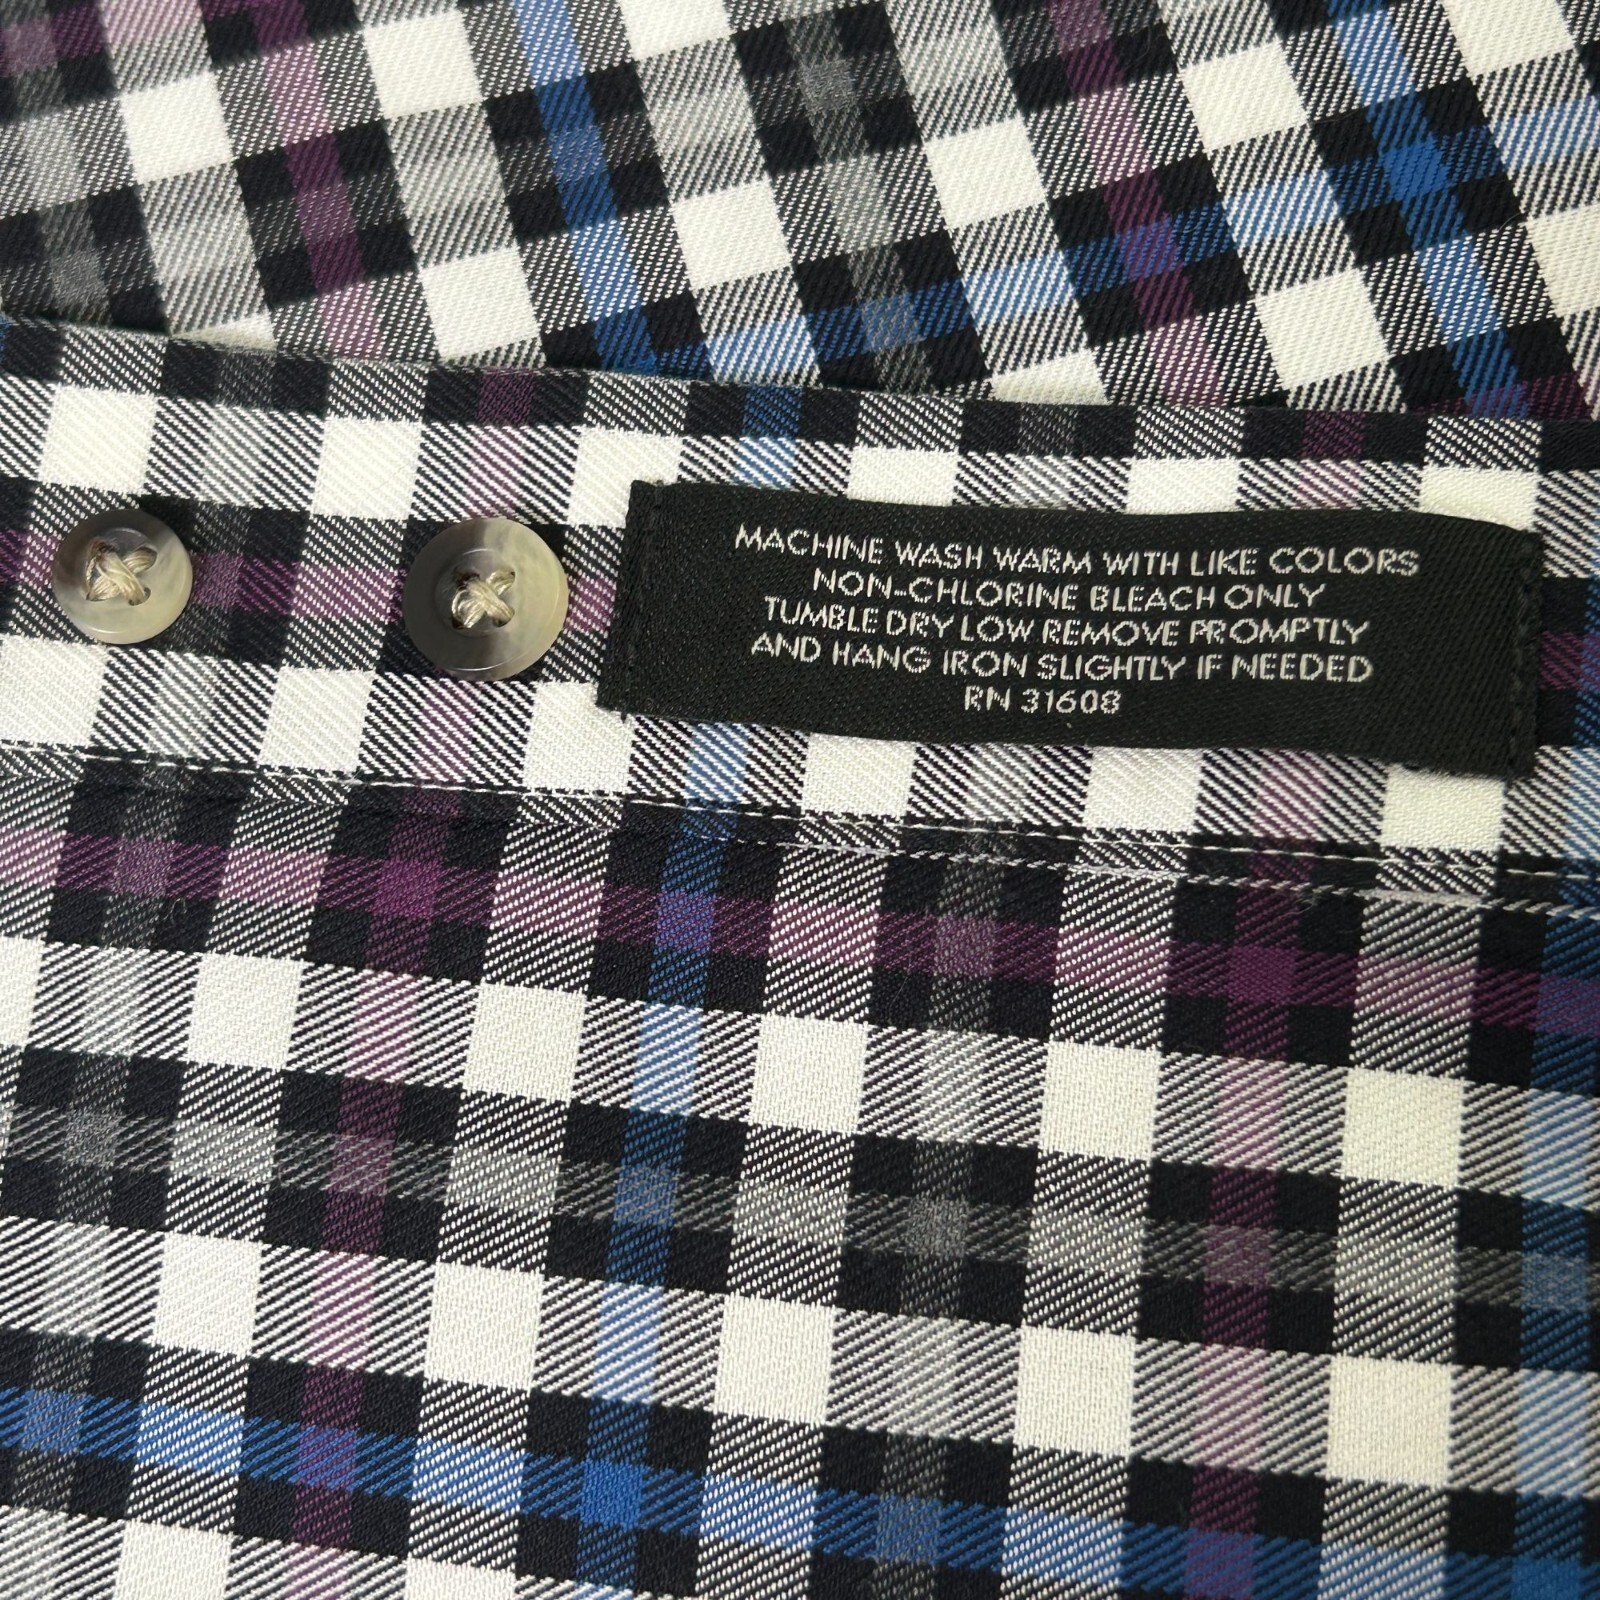 MACHINE WASH WARM WITH LIKE COLORS
NON-CHLORINE BLEACH ONLY
TUMBLE DRY LOW REMOVE PROMPTLY
AND HANG IRON SLIGHTLY IF NEEDED
RN 31608